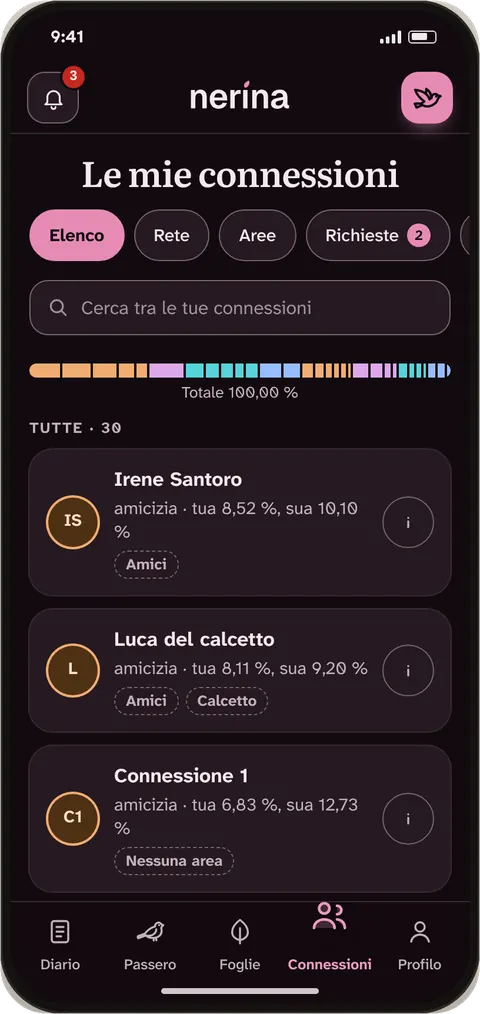 9:41
3
nerina
Le mie connessioni
Elenco
Rete
Aree
Richieste 2
Cerca tra le tue connessioni
Totale 100,00 %
TUTTE · 30
IS
Irene Santoro
amicizia · tua 8,52 %, sua 10,10
%
Amici
i
L
Luca del calcetto
amicizia · tua 8,11 %, sua 9,20 %
Amici
Calcetto
i
C1
Connessione 1
amicizia · tua 6,83 %, sua 12,73
%
Nessuna area
i
Diario
Passero
Foglie
Connessioni
Profilo